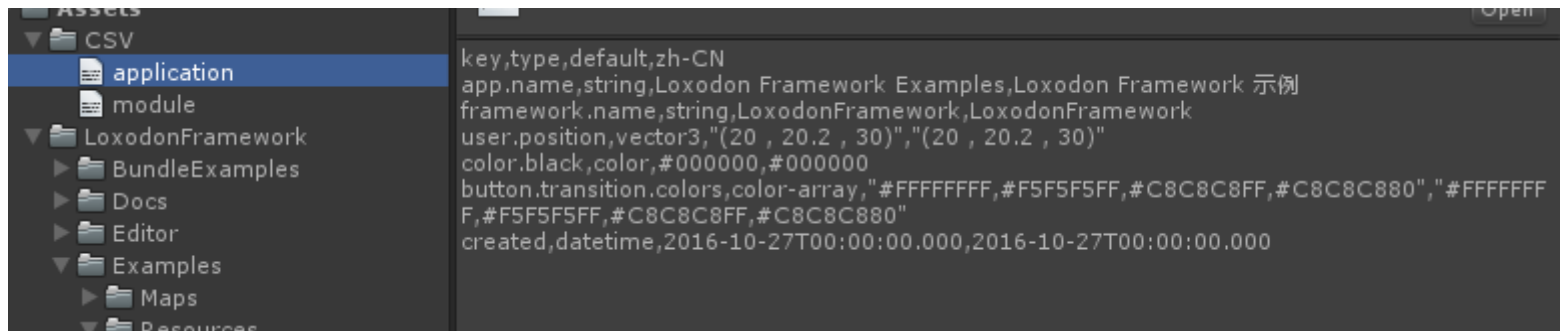 Assets
CSV
application
module
LoxodonFramework
BundleExamples
Docs
Editor
Examples
Maps
Resources
Open
key,type,default,zh-CN
app.name,string,Loxodon Framework Examples,Loxodon Framework 示例
framework.name,string,LoxodonFramework,LoxodonFramework
user.position,vector3,"(20 , 20.2 , 30)","(20 , 20.2 , 30)"
color.black,color,#000000,#000000
button.transition.colors,color-array,"#FFFFFFFF,#F5F5F5FF,#C8C8C8FF,#C8C8C880","#FFFFFFF
F,#F5F5F5FF,#C8C8C8FF,#C8C8C880"
created,datetime,2016-10-27T00:00:00.000,2016-10-27T00:00:00.000